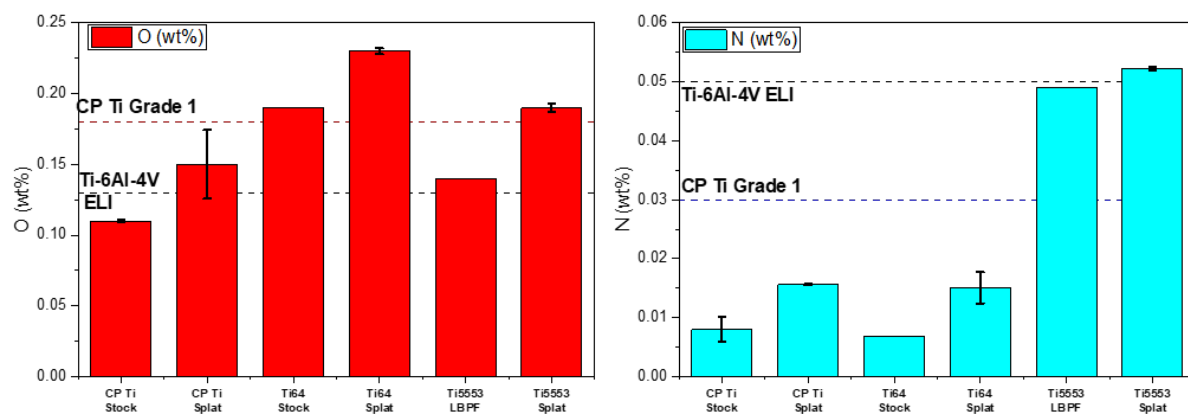 O (wt%)
0.25
0.20
0.15
0.10
0.05
0.00
O (wt%)
CP Ti Grade 1
Ti-6Al-4V
ELI
CP Ti
Stock
CP Ti
Splat
Ti64
Stock
Ti64
Splat
Ti5553
LBPF
Ti5553
Splat
N (wt%)
0.06
0.05
0.04
0.03
0.02
0.01
0.00
N (wt%)
Ti-6Al-4V ELI
CP Ti Grade 1
CP Ti
Stock
CP Ti
Splat
Ti64
Stock
Ti64
Splat
Ti5553
LBPF
Ti5553
Splat